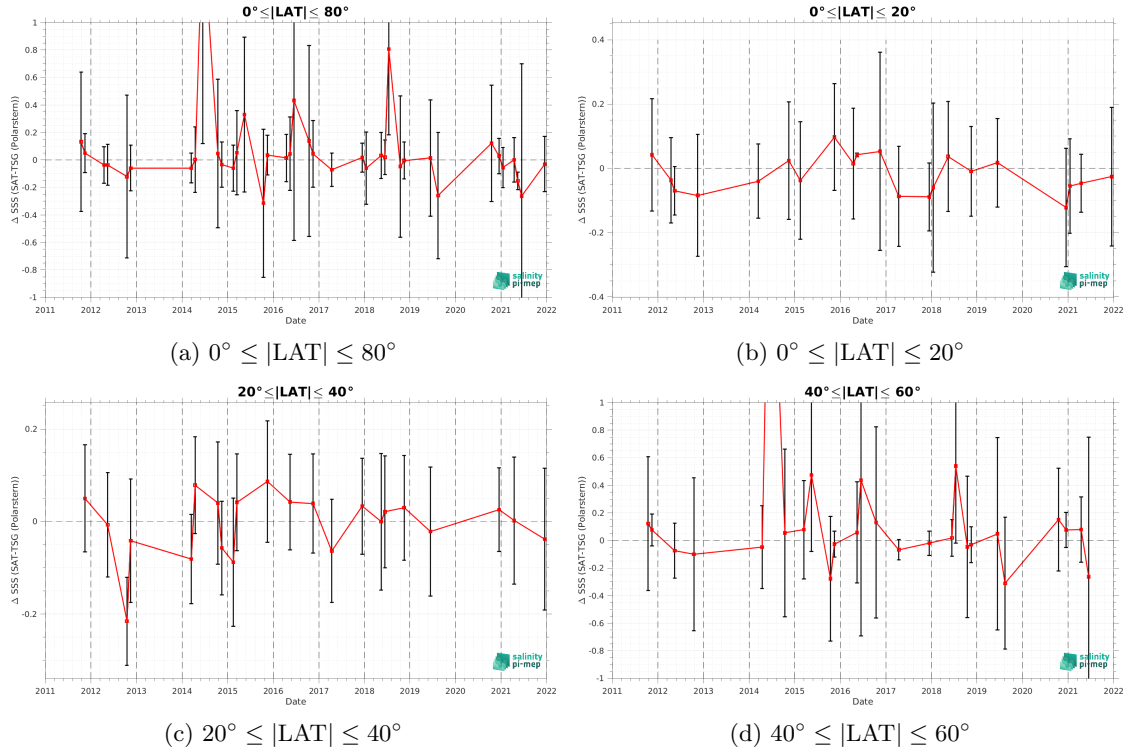 0°≤|LAT|≤ 80°
Δ SSS (SAT-TSG (Polarstern))
1
0.8
0.6
0.4
0.2
0
-0.2
-0.4
-0.6
-0.8
-1
2011 2012 2013 2014 2015 2016 2017 2018 2019 2020 2021 2022
Date
salinity
pi-mep
(a) 0° ≤ |LAT| ≤ 80°
0°≤|LAT|≤ 20°
Δ SSS (SAT-TSG (Polarstern))
0.4
0.2
0
-0.2
-0.4
2011 2012 2013 2014 2015 2016 2017 2018 2019 2020 2021 2022
Date
salinity
pi-mep
(b) 0° ≤ |LAT| ≤ 20°
20°≤|LAT|≤ 40°
Δ SSS (SAT-TSG (Polarstern))
0.2
0
-0.2
2011 2012 2013 2014 2015 2016 2017 2018 2019 2020 2021 2022
Date
salinity
pi-mep
(c) 20° ≤ |LAT| ≤ 40°
40°≤|LAT|≤ 60°
Δ SSS (SAT-TSG (Polarstern))
1
0.8
0.6
0.4
0.2
0
-0.2
-0.4
-0.6
-0.8
-1
2011 2012 2013 2014 2015 2016 2017 2018 2019 2020 2021 2022
Date
salinity
pi-mep
(d) 40° ≤ |LAT| ≤ 60°